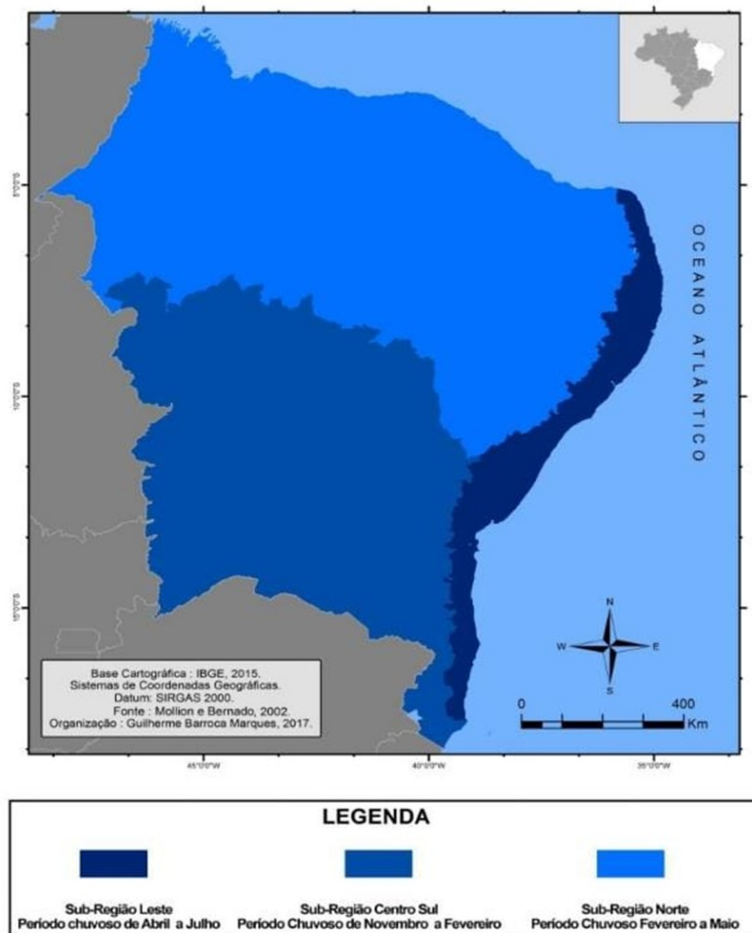 OCEANO ATLÂNTICO
N
W
E
S
0
400
Km
Base Cartográfica : IBGE, 2015.
Sistemas de Coordenadas Geográficas.
Datum: SIRGAS 2000.
Fonte : Mollion e Bernado, 2002.
Organização : Guilherme Barroca Marques, 2017.
45°0'0"W
40°0'0"W
35°0'0"W
LEGENDA
Sub-Região Leste
Período chuvoso de Abril a Julho
Sub-Região Centro Sul
Período Chuvoso de Novembro a Fevereiro
Sub-Região Norte
Período Chuvoso Fevereiro a Maio